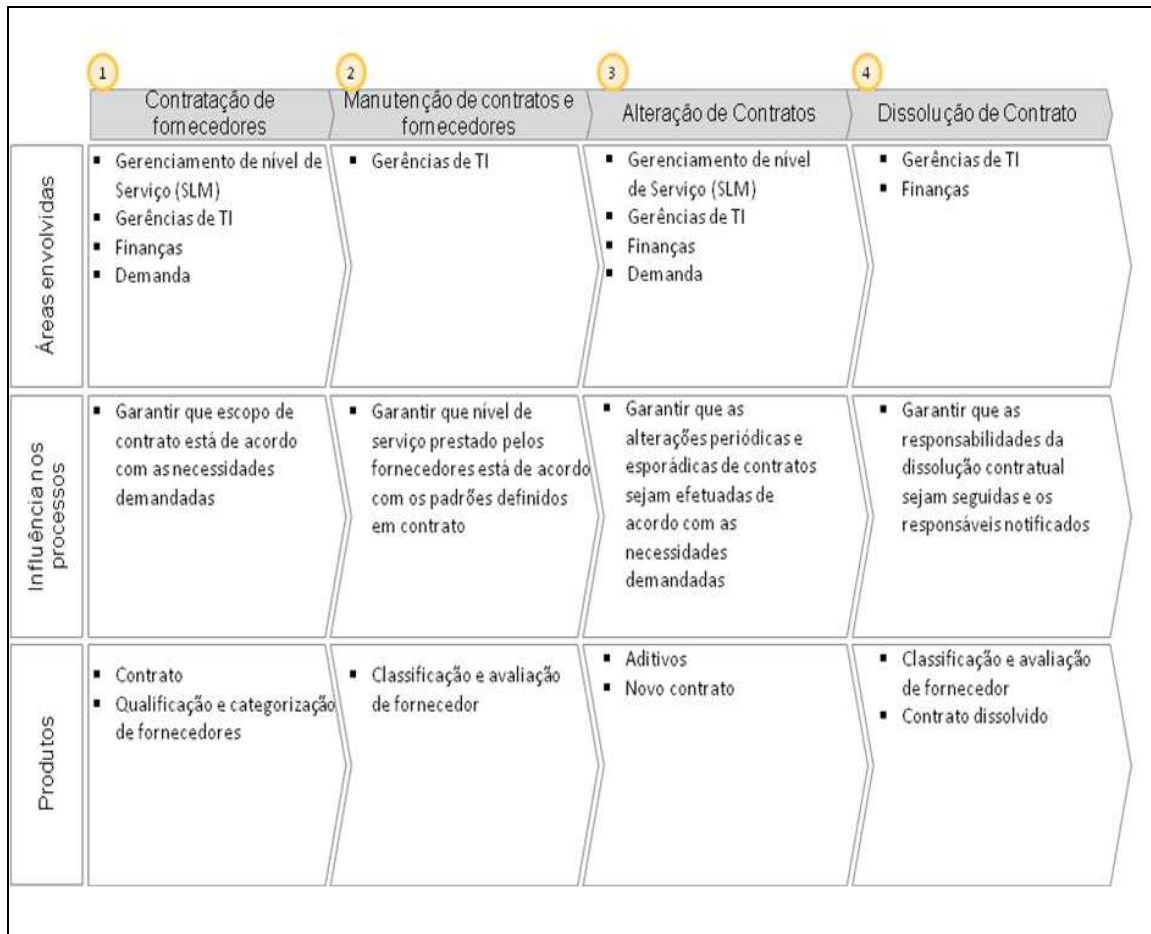 1
2
3
4
Contratação de
fornecedores
Manutenção de contratos e
fornecedores
Alteração de Contratos
Dissolução de Contrato
Áreas envolvidas
▪ Gerenciamento de nível de
Serviço (SLM)
▪ Gerências de TI
▪ Finanças
▪ Demanda
▪ Gerências de TI
▪ Gerenciamento de nível
de Serviço (SLM)
▪ Gerências de TI
▪ Finanças
▪ Demanda
▪ Gerências de TI
▪ Finanças
Influência nos
processos
▪ Garantir que escopo de
contrato está de acordo
com as necessidades
demandadas
▪ Garantir que nível de
serviço prestado pelos
fornecedores está de acordo
com os padrões definidos
em contrato
▪ Garantir que as
alterações periódicas e
esporádicas de contratos
sejam efetuadas de
acordo com as
necessidades
demandadas
▪ Garantir que as
responsabilidades da
dissolução contratual
sejam seguidas e os
responsáveis notificados
Produtos
▪ Contrato
▪ Qualificação e categorização
de fornecedores
▪ Classificação e avaliação
de fornecedor
▪ Aditivos
▪ Novo contrato
▪ Classificação e avaliação
de fornecedor
▪ Contrato dissolvido